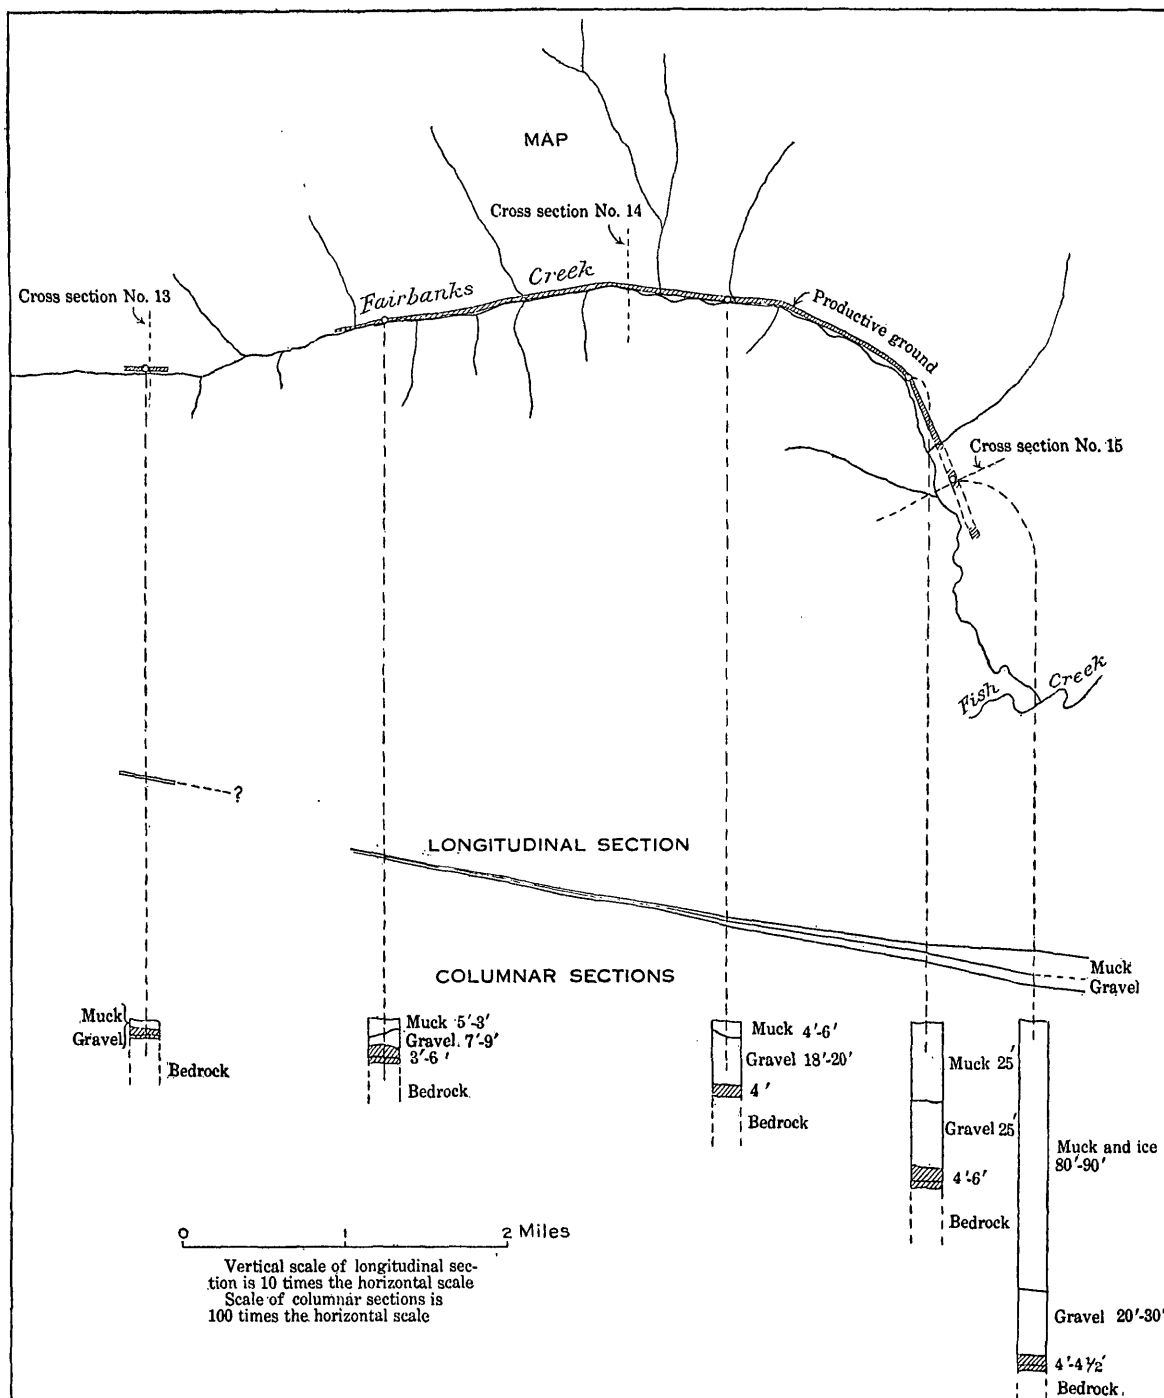 MAP
Cross section No. 14
Cross section No. 13
Fairbanks Creek
Productive ground
Cross section No. 15
Fish Creek
?
LONGITUDINAL SECTION
Muck
Gravel
COLUMNAR SECTIONS
Muck
Gravel
Bedrock
Muck 5'-3'
Gravel 7'-9'
3'-6'
Bedrock
Muck 4'-6'
Gravel 18'-20'
4'
Bedrock
Muck 25'
Gravel 25'
4'-6'
Bedrock
Muck and ice
80'-90'
Gravel 20'-30'
4'-4½'
Bedrock
0 1 2 Miles
Vertical scale of longitudinal sec-
tion is 10 times the horizontal scale
Scale of columnar sections is
100 times the horizontal scale